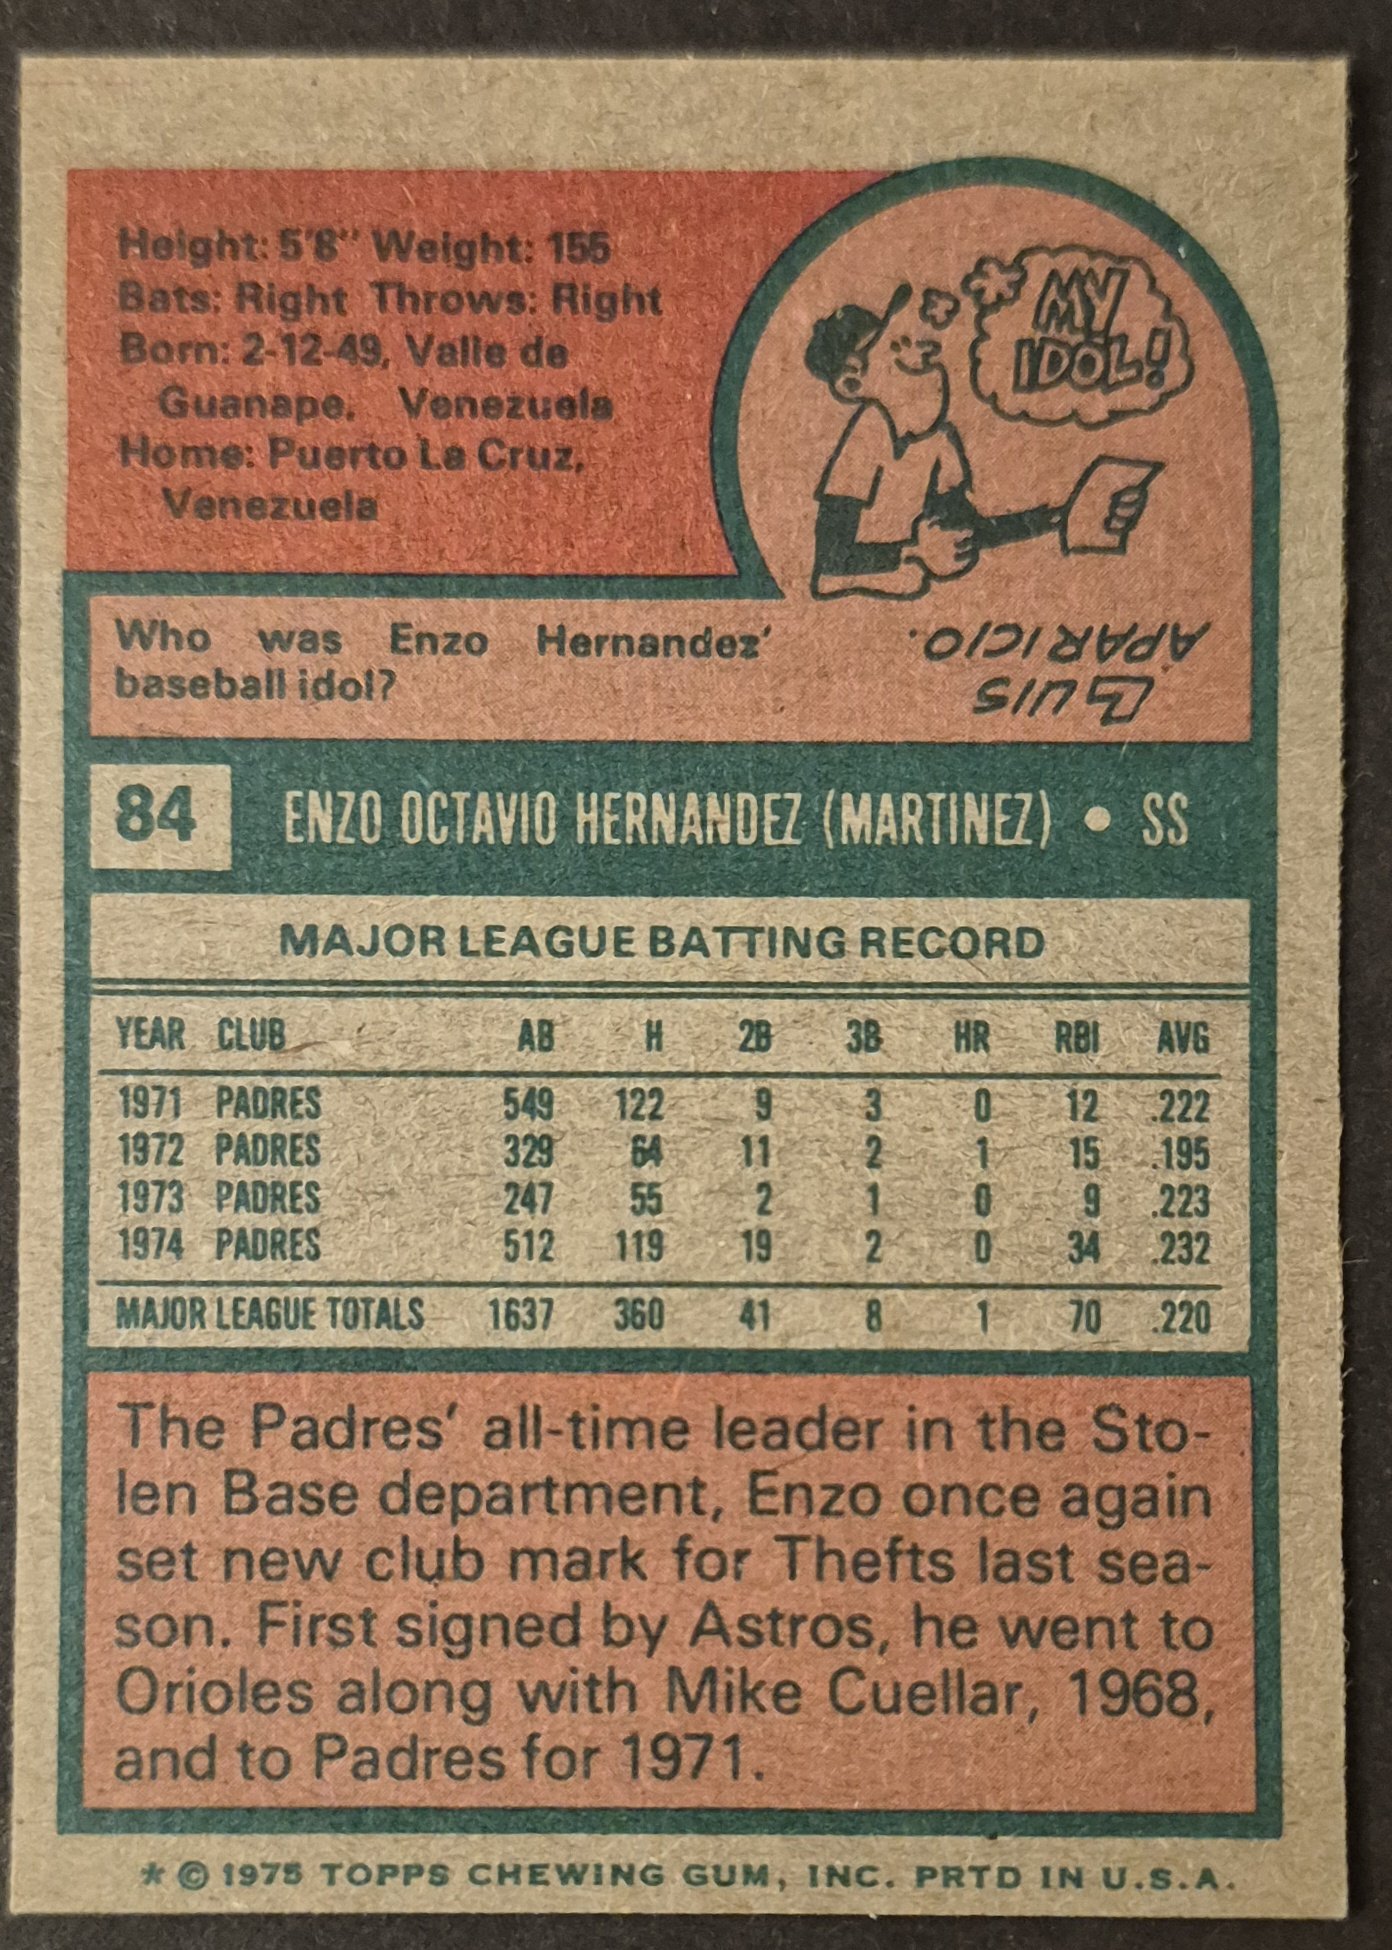 Height: 5'8" Weight: 155
Bats: Right Throws: Right
Born: 2-12-49, Valle de
Guanape, Venezuela
Home: Puerto La Cruz,
Venezuela
MY
IDOL!
Who was Enzo Hernandez'
baseball idol?
LUIS
APARICIO.
84 ENZO OCTAVIO HERNANDEZ (MARTINEZ) • SS
MAJOR LEAGUE BATTING RECORD
YEAR CLUB AB H 2B 3B HR RBI AVG
1971 PADRES 549 122 9 3 0 12 .222
1972 PADRES 329 64 11 2 1 15 .195
1973 PADRES 247 55 2 1 0 9 .223
1974 PADRES 512 119 19 2 0 34 .232
MAJOR LEAGUE TOTALS 1637 360 41 8 1 70 .220
The Padres' all-time leader in the Sto-
len Base department, Enzo once again
set new club mark for Thefts last sea-
son. First signed by Astros, he went to
Orioles along with Mike Cuellar, 1968,
and to Padres for 1971.
* © 1975 TOPPS CHEWING GUM, INC. PRTD IN U.S.A.